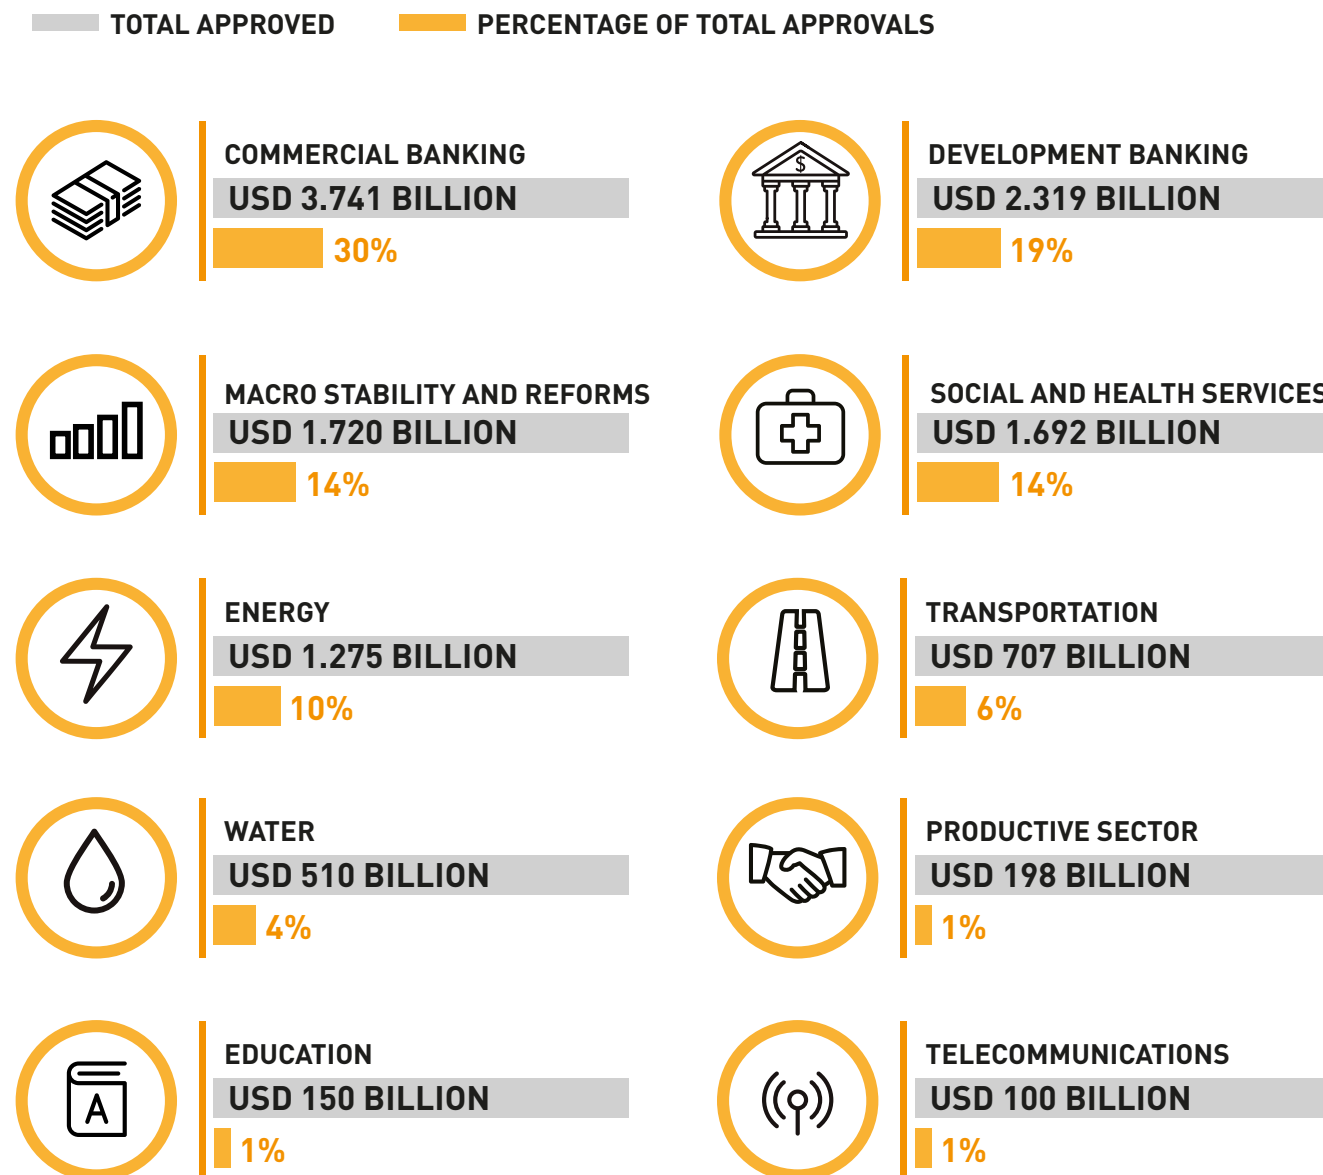 TOTAL APPROVED
PERCENTAGE OF TOTAL APPROVALS
COMMERCIAL BANKING
USD 3.741 BILLION
30%
DEVELOPMENT BANKING
$
USD 2.319 BILLION
19%
MACRO STABILITY AND REFORMS
USD 1.720 BILLION
14%
SOCIAL AND HEALTH SERVICES
USD 1.692 BILLION
14%
ENERGY
USD 1.275 BILLION
10%
TRANSPORTATION
USD 707 BILLION
6%
WATER
USD 510 BILLION
4%
PRODUCTIVE SECTOR
USD 198 BILLION
1%
EDUCATION
A
USD 150 BILLION
1%
TELECOMMUNICATIONS
USD 100 BILLION
1%